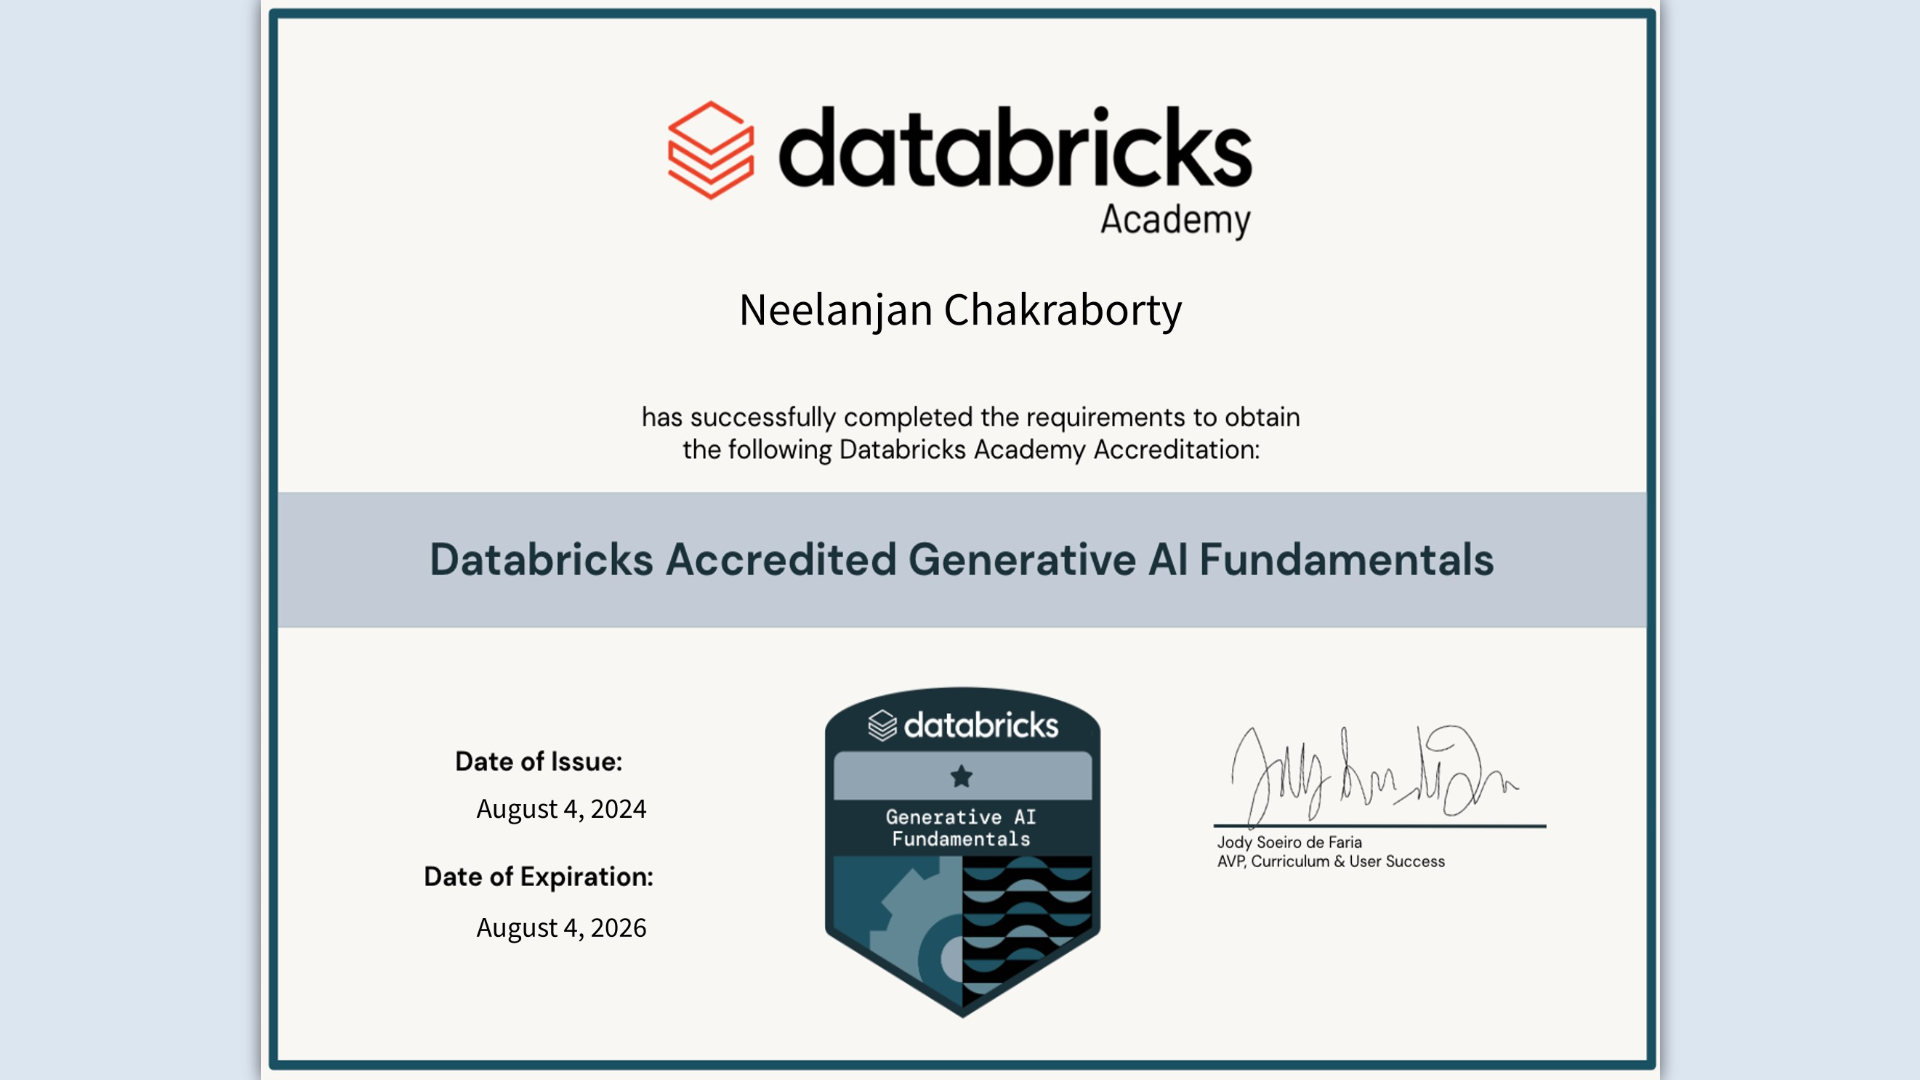 databricks
Academy
Neelanjan Chakraborty
has successfully completed the requirements to obtain
the following Databricks Academy Accreditation:
Databricks Accredited Generative AI Fundamentals
Date of Issue:
August 4, 2024
Date of Expiration:
August 4, 2026
databricks
Generative AI
Fundamentals
Jody Soeiro de Faria
AVP, Curriculum & User Success